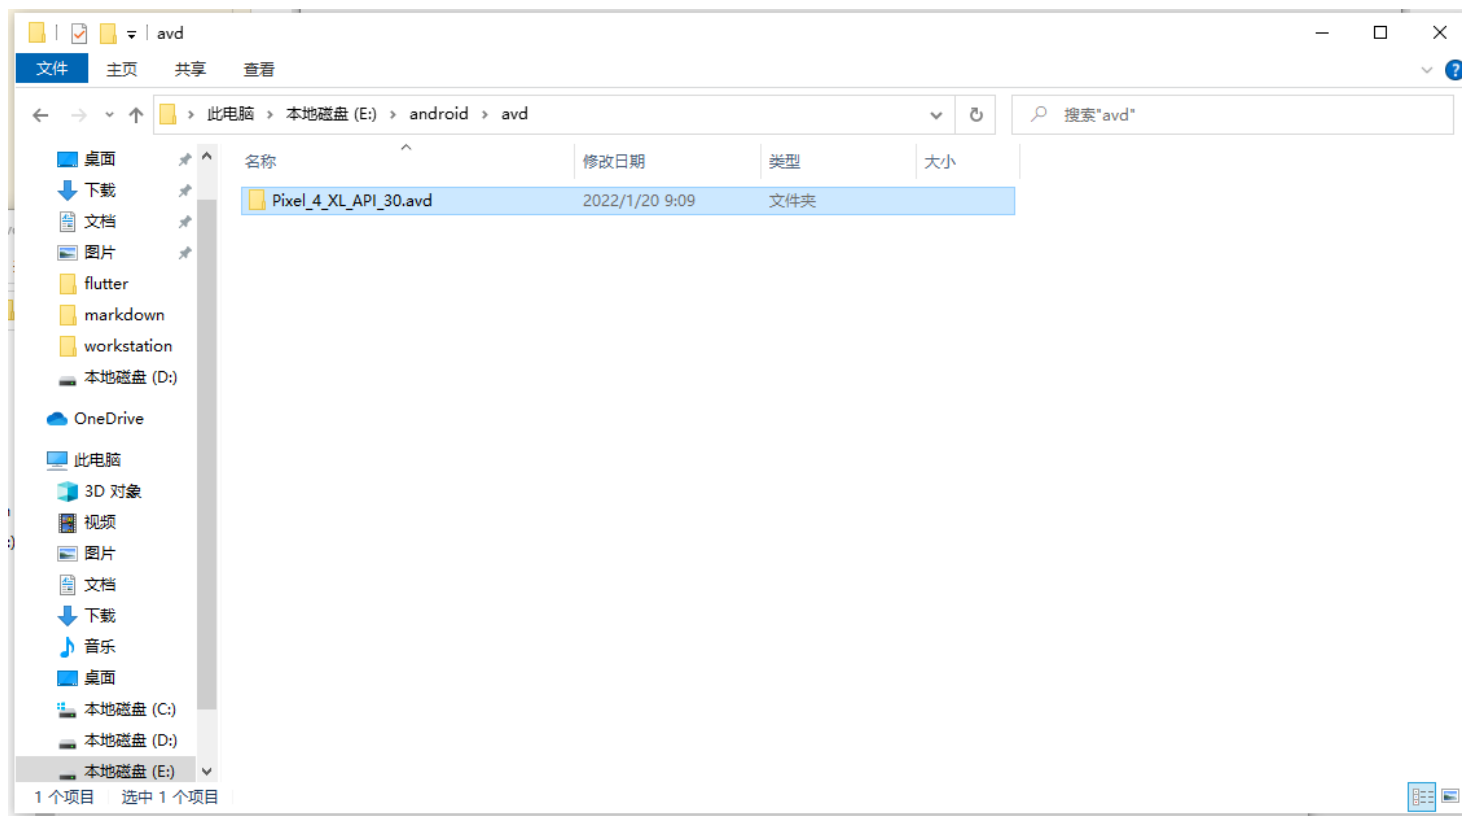 avd
文件 主页 共享 查看
此电脑 > 本地磁盘 (E:) > android > avd
搜索"avd"
名称 修改日期 类型 大小
Pixel_4_XL_API_30.avd 2022/1/20 9:09 文件夹
桌面
下载
文档
图片
flutter
markdown
workstation
本地磁盘 (D:)
OneDrive
此电脑
3D 对象
视频
图片
文档
下载
音乐
桌面
本地磁盘 (C:)
本地磁盘 (D:)
本地磁盘 (E:)
1 个项目 选中 1 个项目